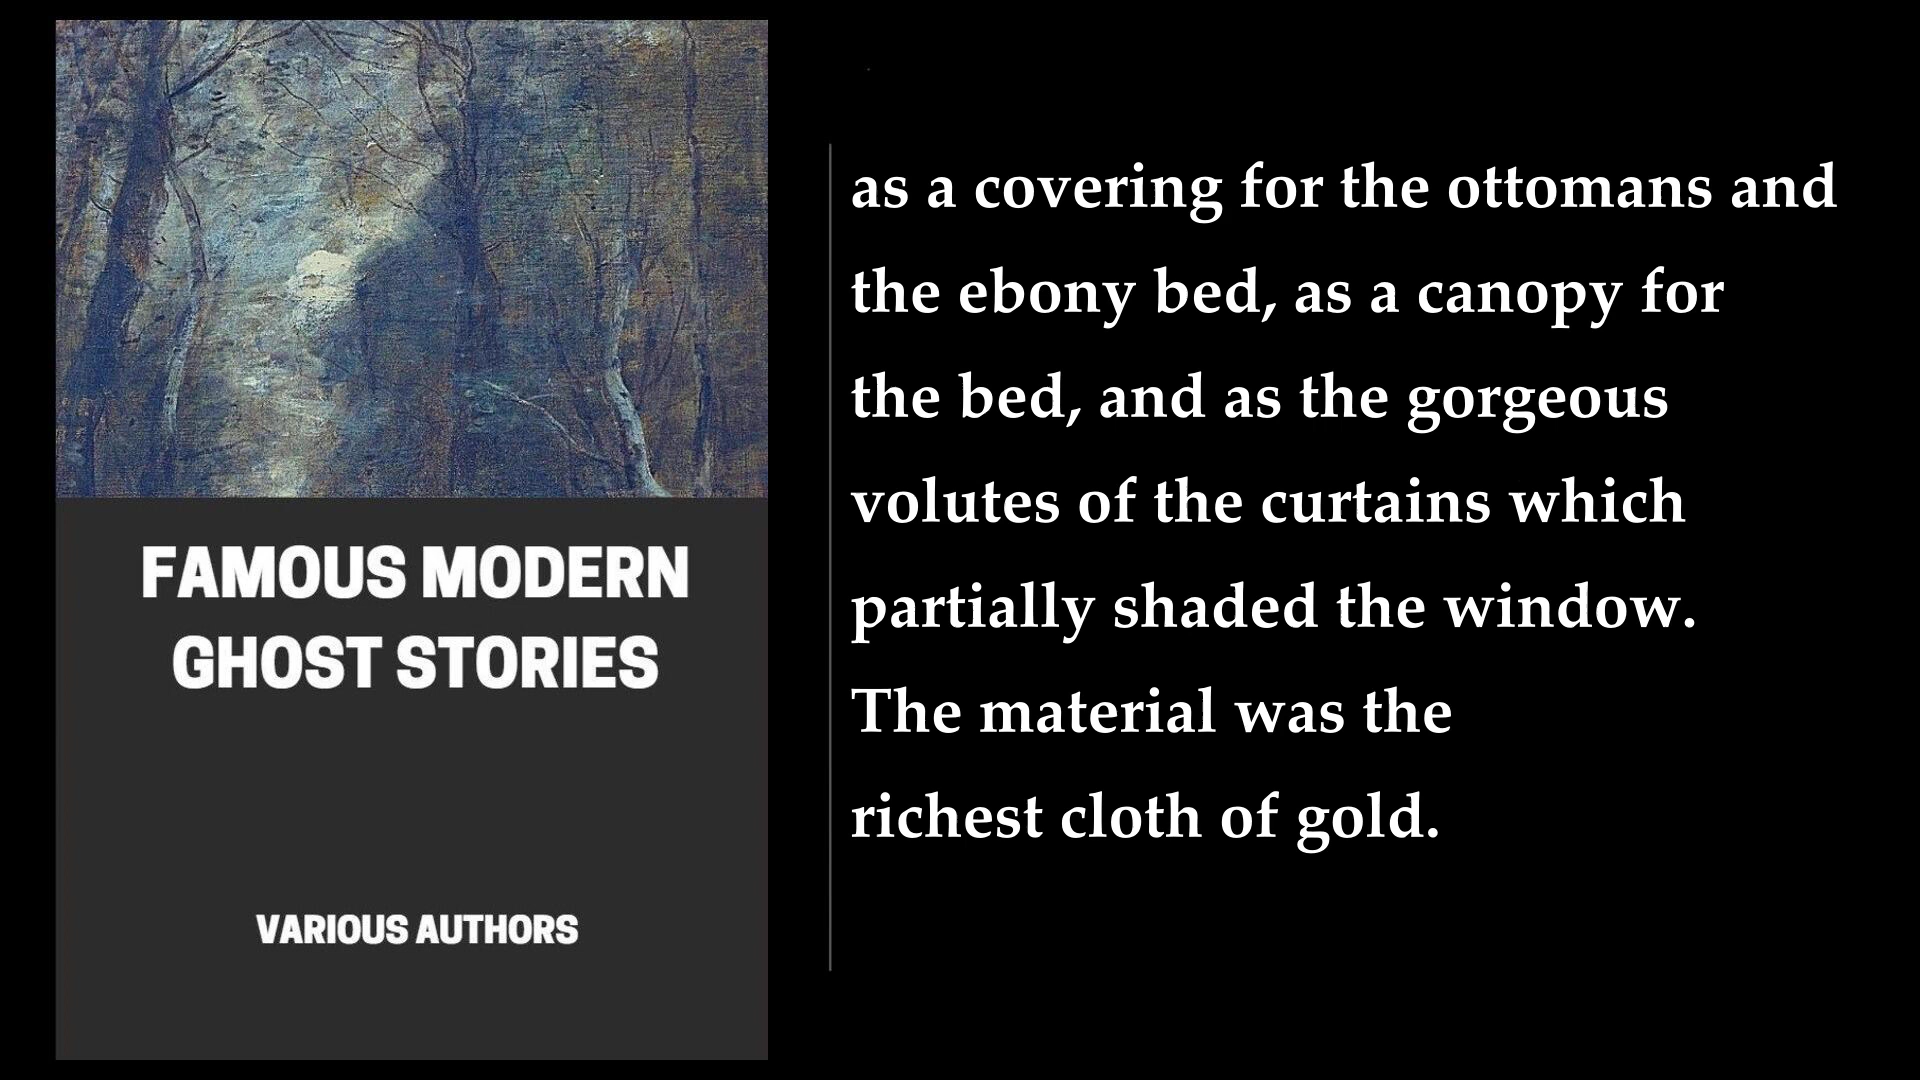 FAMOUS MODERN
GHOST STORIES
VARIOUS AUTHORS
as a covering for the ottomans and
the ebony bed, as a canopy for
the bed, and as the gorgeous
volutes of the curtains which
partially shaded the window.
The material was the
richest cloth of gold.